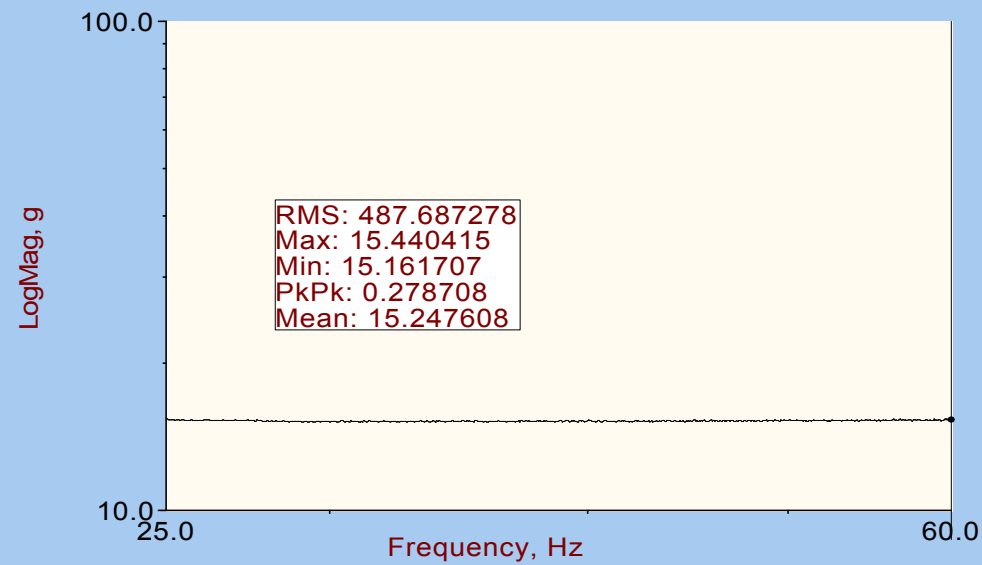 100.0
LogMag, g
RMS: 487.687278
Max: 15.440415
Min: 15.161707
PkPk: 0.278708
Mean: 15.247608
10.0
25.0
60.0
Frequency, Hz